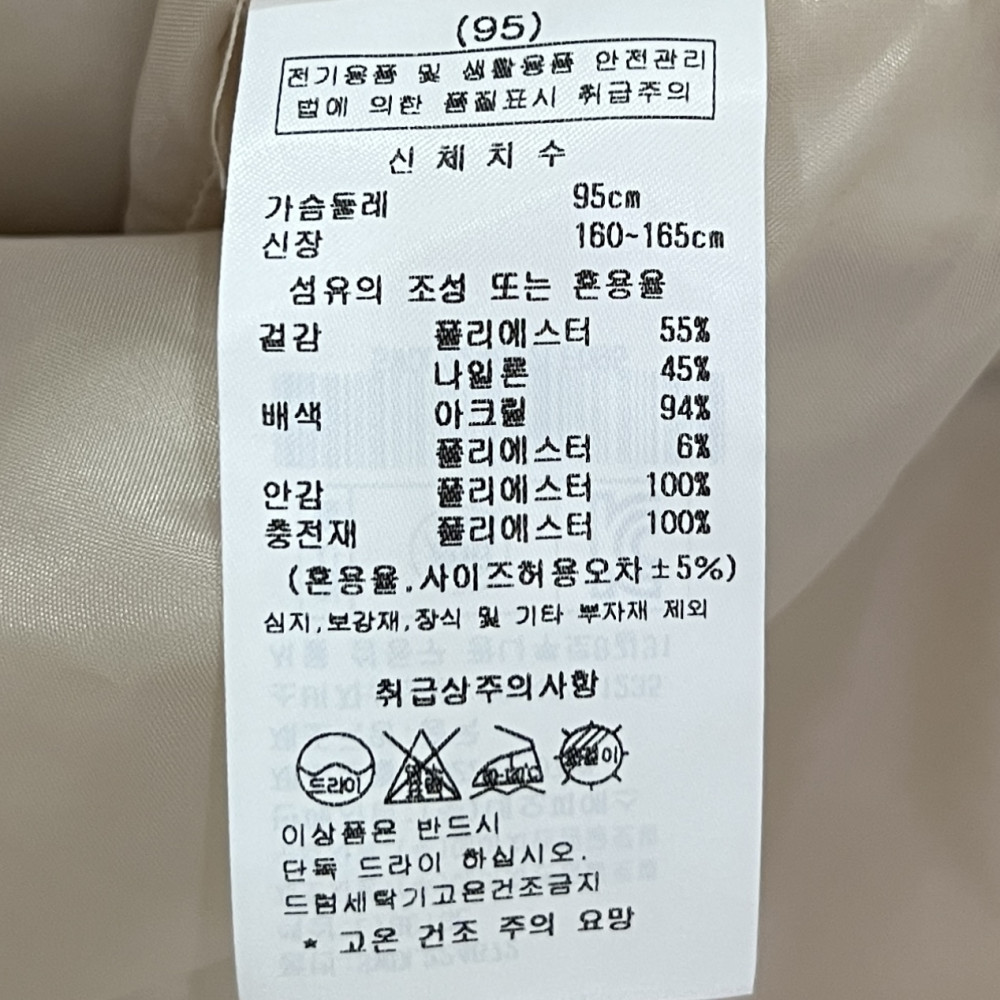 (95)
전기용품 및 생활용품 안전관리
법에 의한 품질표시 취급주의
신 체 치 수
가슴둘레 95cm
신장 160~165cm
섬유의 조성 또는 혼용율
겉감 폴리에스터 55%
나일론 45%
배색 아크릴 94%
폴리에스터 6%
안감 폴리에스터 100%
충전재 폴리에스터 100%
(혼용율.사이즈허용오차±5%)
심지,보강재,장식 및 기타 부자재 제외
취급상주의사항
드라이
이상품은 반드시
단독 드라이 하십시오.
드럼세탁기고온건조금지
* 고온 건조 주의 요망